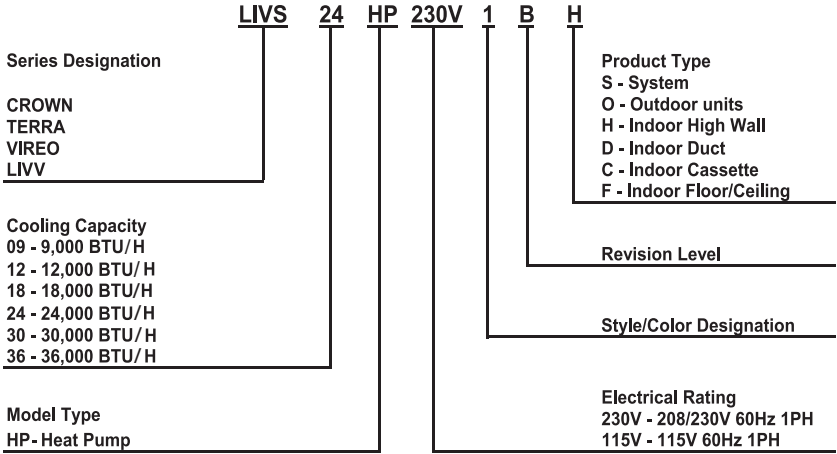 LIVS 24 HP 230V 1 B H
Series Designation
CROWN
TERRA
VIREO
LIVV
Cooling Capacity
09 - 9,000 BTU/H
12 - 12,000 BTU/H
18 - 18,000 BTU/H
24 - 24,000 BTU/H
30 - 30,000 BTU/H
36 - 36,000 BTU/H
Model Type
HP - Heat Pump
Product Type
S - System
O - Outdoor units
H - Indoor High Wall
D - Indoor Duct
C - Indoor Cassette
F - Indoor Floor/Ceiling
Revision Level
Style/Color Designation
Electrical Rating
230V - 208/230V 60Hz 1PH
115V - 115V 60Hz 1PH